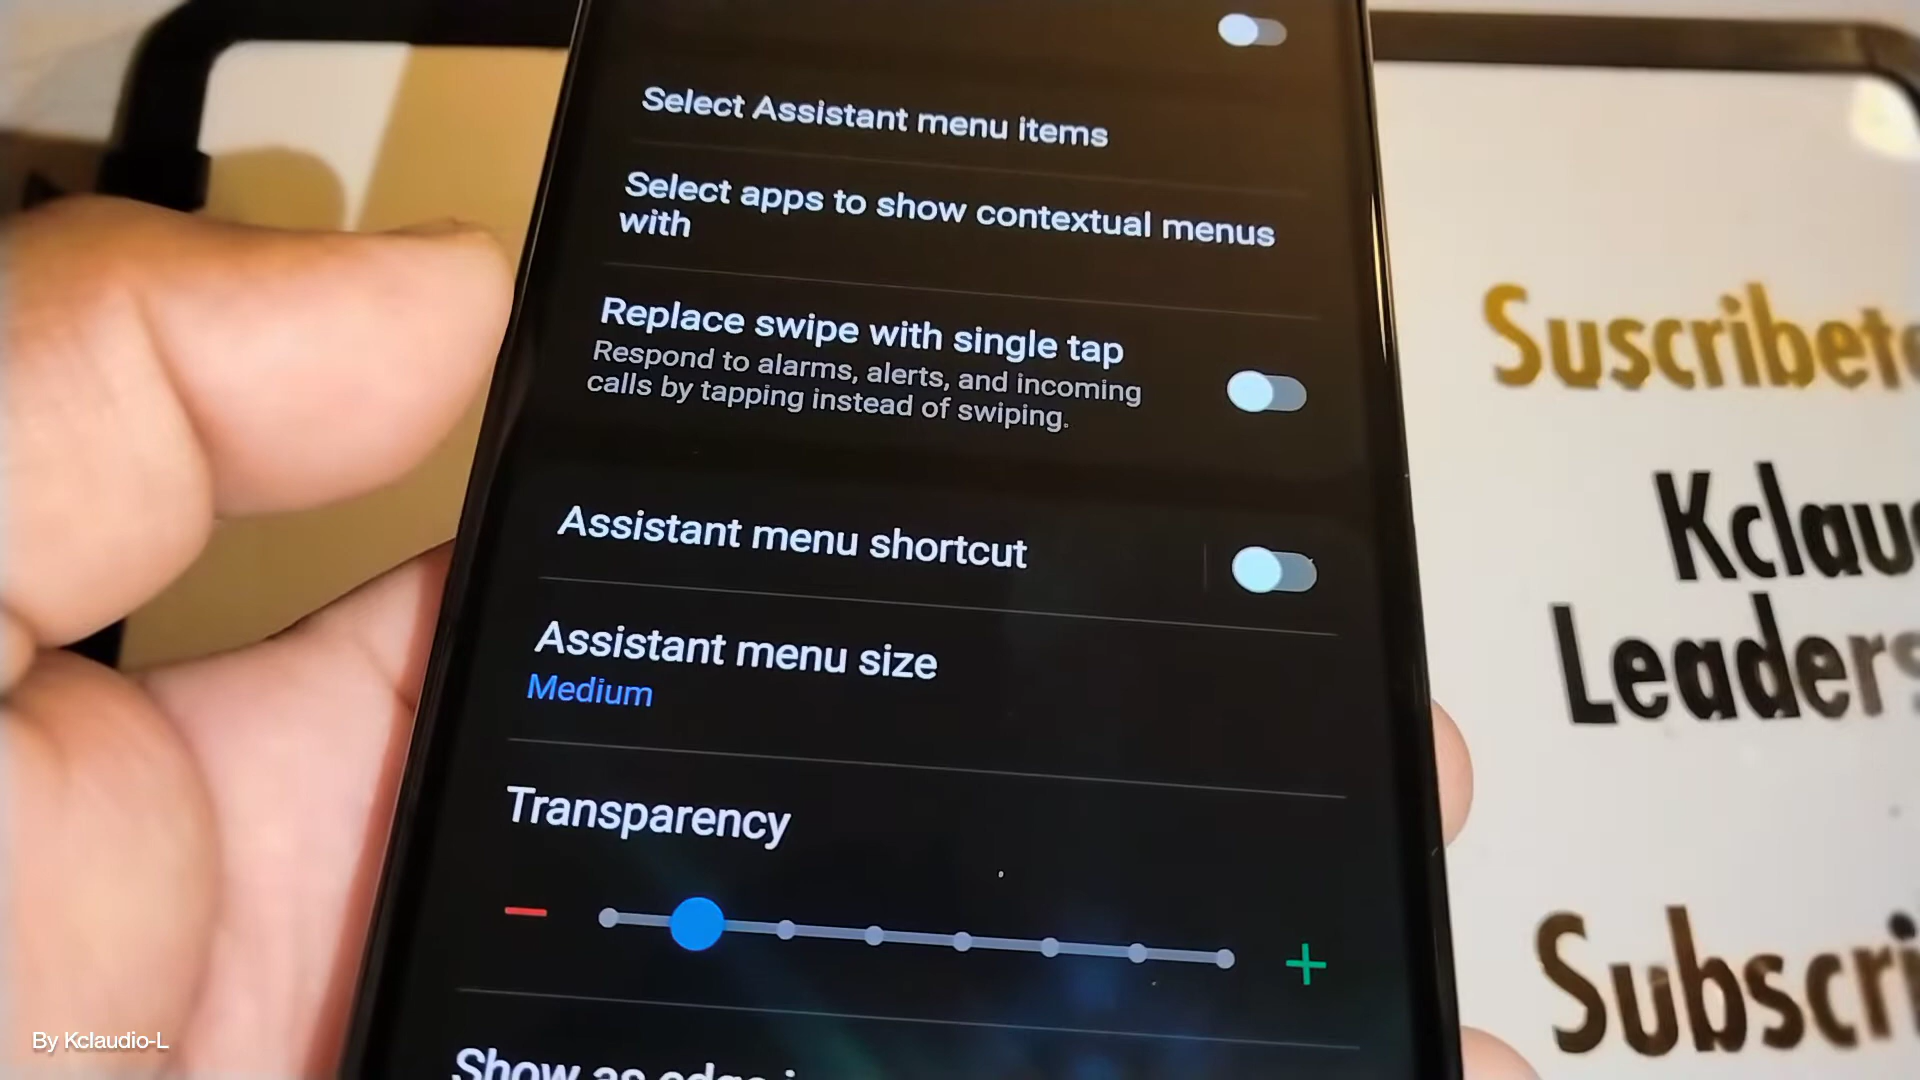 Select Assistant menu items
Select apps to show contextual menus
with
Replace swipe with single tap
Respond to alarms, alerts, and incoming
calls by tapping instead of swiping.
Assistant menu shortcut
Assistant menu size
Medium
Transparency
Show an edge
Suscribete
Kclau
Leaders
Subscri
By Kclaudio-L